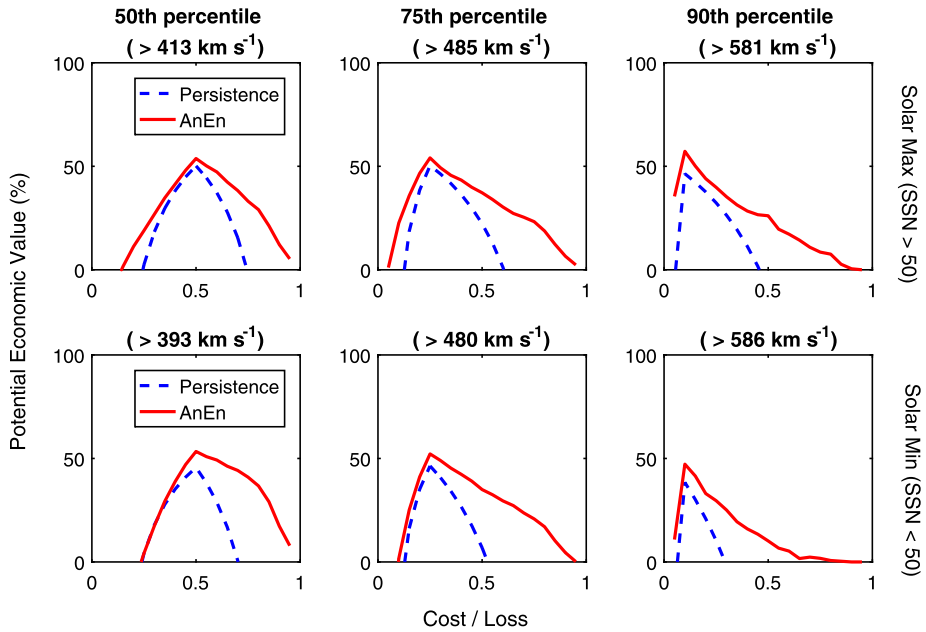 50th percentile
75th percentile
90th percentile
( > 413 km s⁻¹)
( > 485 km s⁻¹)
( > 581 km s⁻¹)
100
50
0
Persistence
AnEn
0
0.5
1
100
50
0
0
0.5
1
100
50
0
0
0.5
1
Solar Max (SSN > 50)
Potential Economic Value (%)
( > 393 km s⁻¹)
( > 480 km s⁻¹)
( > 586 km s⁻¹)
100
50
0
Persistence
AnEn
0
0.5
1
100
50
0
0
0.5
1
100
50
0
0
0.5
1
Solar Min (SSN < 50)
Cost / Loss